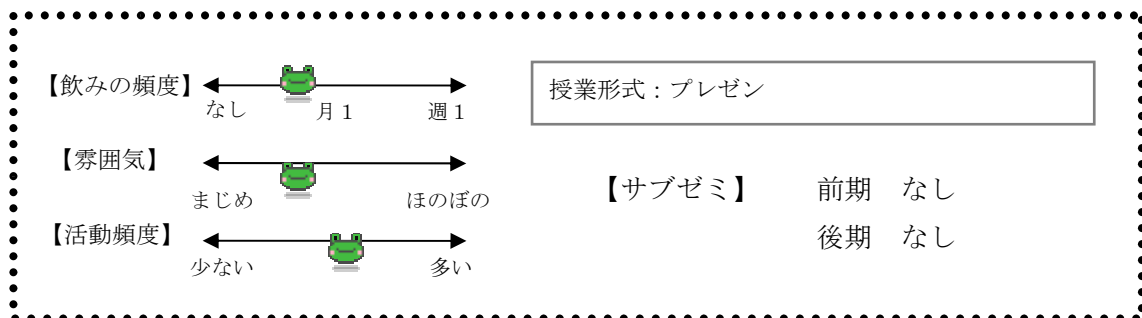 【飲みの頻度】
なし 月1 週1
【雰囲気】
まじめ ほのぼの
【活動頻度】
少ない 多い
授業形式：プレゼン
【サブゼミ】 前期 なし
後期 なし